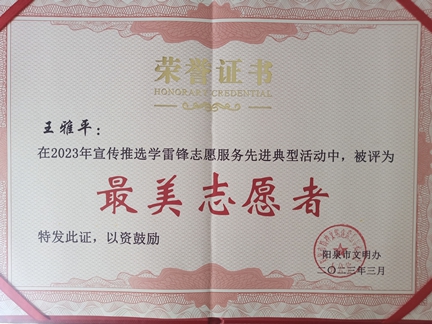 荣誉证书
HONORARY CREDENTIAL
王雅平：
在2023年宣传推选学雷锋志愿服务先进典型活动中，被评为
最美志愿者
特发此证，以资鼓励
阳泉市文明办
二〇二三年三月